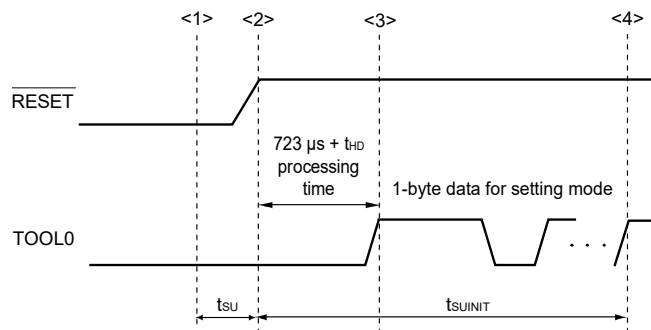 <1> <2> <3> <4>
RESET
723 µs + tHD
processing
time
1-byte data for setting mode
TOOL0
. . .
tSU
tSUINIT